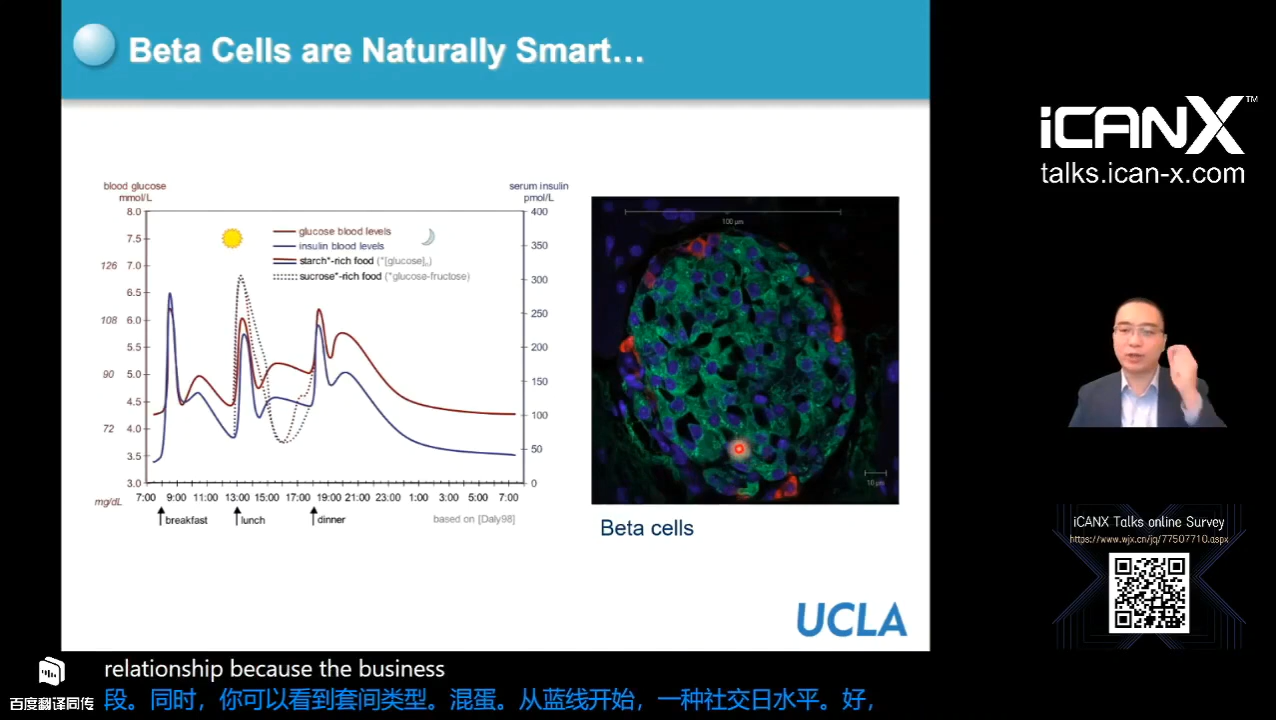 Beta Cells are Naturally Smart...
blood glucose
mmol/L
serum insulin
pmol/L
8.0
7.5
126 7.0
6.5
108 6.0
5.5
90 5.0
4.5
72 4.0
3.5
3.0
mg/dL
400
350
300
250
200
150
100
50
0
glucose blood levels
insulin blood levels
starch*-rich food (*[glucose]n)
sucrose*-rich food (*glucose-fructose)
7:00 9:00 11:00 13:00 15:00 17:00 19:00 21:00 23:00 1:00 3:00 5:00 7:00
breakfast
lunch
dinner
based on [Daly98]
100 µm
10 µm
Beta cells
UCLA
iCANX™
talks.ican-x.com
iCANX Talks online Survey
https://www.wjx.cn/jq/77507710.aspx
relationship because the business
百度翻译同传
段。同时，你可以看到套间类型。混蛋。从蓝线开始，一种社交日水平。好，